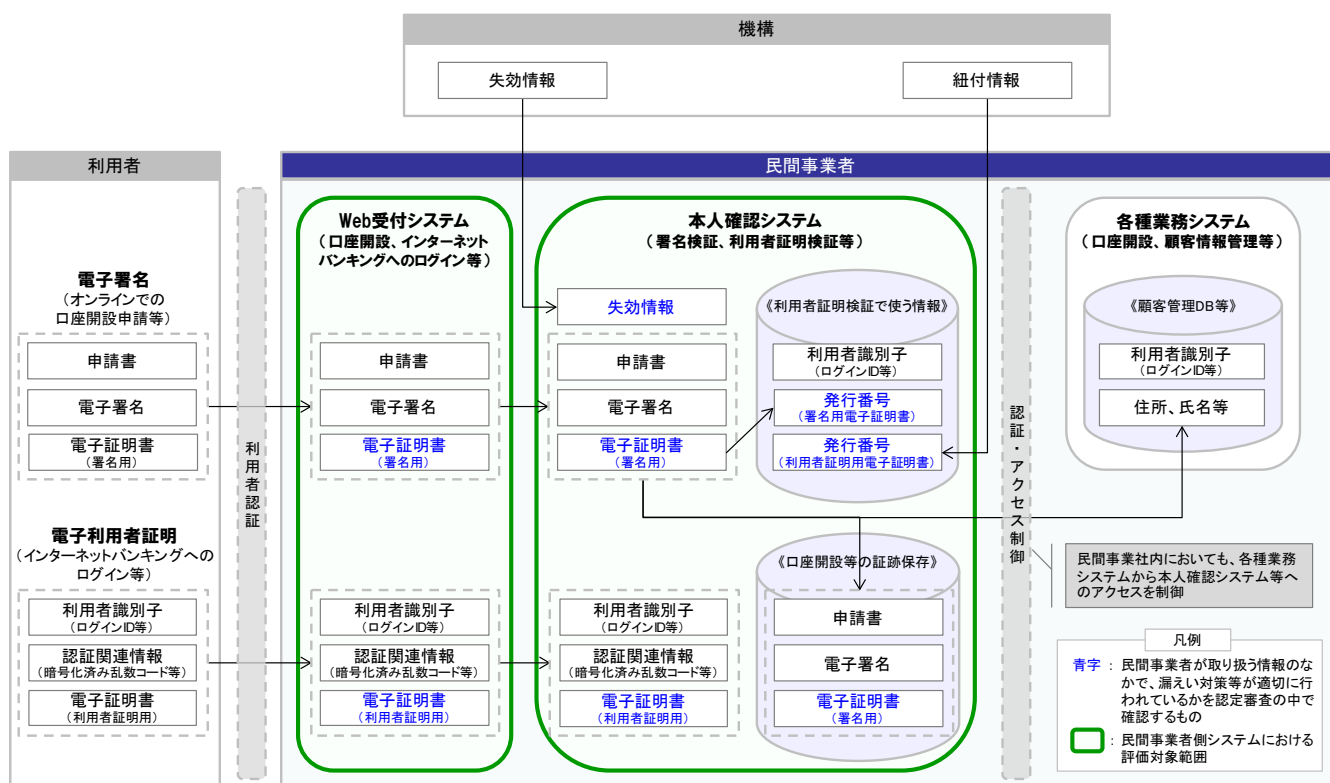 機構
失効情報
紐付情報
利用者
電子署名
（オンラインでの
口座開設申請等）
申請書
電子署名
電子証明書
（署名用）
電子利用者証明
（インターネットバンキングへの
ログイン等）
利用者識別子
（ログインID等）
認証関連情報
（暗号化済み乱数コード等）
電子証明書
（利用者証明用）
利用者認証
民間事業者
Web受付システム
（口座開設、インターネット
バンキングへのログイン等）
申請書
電子署名
電子証明書
（署名用）
利用者識別子
（ログインID等）
認証関連情報
（暗号化済み乱数コード等）
電子証明書
（利用者証明用）
本人確認システム
（署名検証、利用者証明検証等）
失効情報
申請書
電子署名
電子証明書
（署名用）
利用者識別子
（ログインID等）
認証関連情報
（暗号化済み乱数コード等）
電子証明書
（利用者証明用）
《利用者証明検証で使う情報》
利用者識別子
（ログインID等）
発行番号
（署名用電子証明書）
発行番号
（利用者証明用電子証明書）
《口座開設等の証跡保存》
申請書
電子署名
電子証明書
（署名用）
認証・アクセス制御
各種業務システム
（口座開設、顧客情報管理等）
《顧客管理DB等》
利用者識別子
（ログインID等）
住所、氏名等
民間事業社内においても、各種業務
システムから本人確認システム等へ
のアクセスを制御
凡例
青字 ： 民間事業者が取り扱う情報のな
かで、漏えい対策等が適切に行
われているかを認定審査の中で
確認するもの
： 民間事業者側システムにおける
評価対象範囲